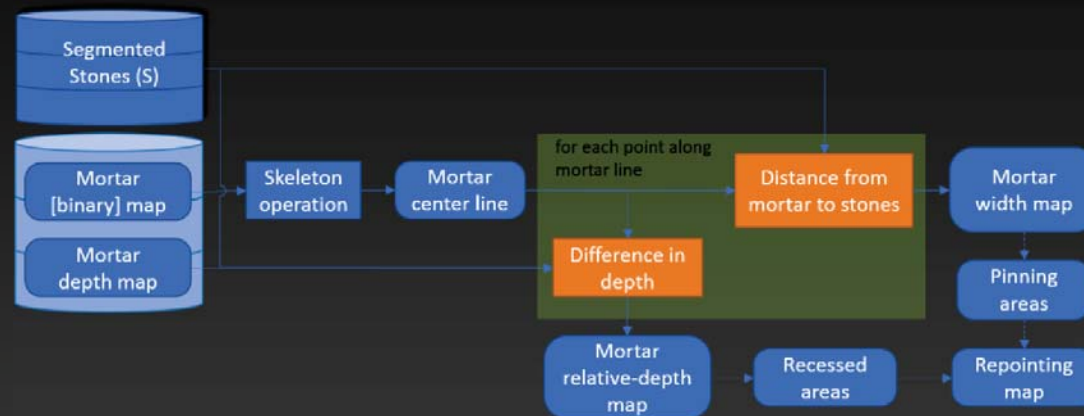 Segmented
Stones (S)
for each point along
mortar line
Mortar
[binary] map
Skeleton
operation
Mortar
center line
Distance from
mortar to stones
Mortar
width map
Mortar
depth map
Difference in
depth
Pinning
areas
Mortar
relative-depth
map
Recessed
areas
Repointing
map